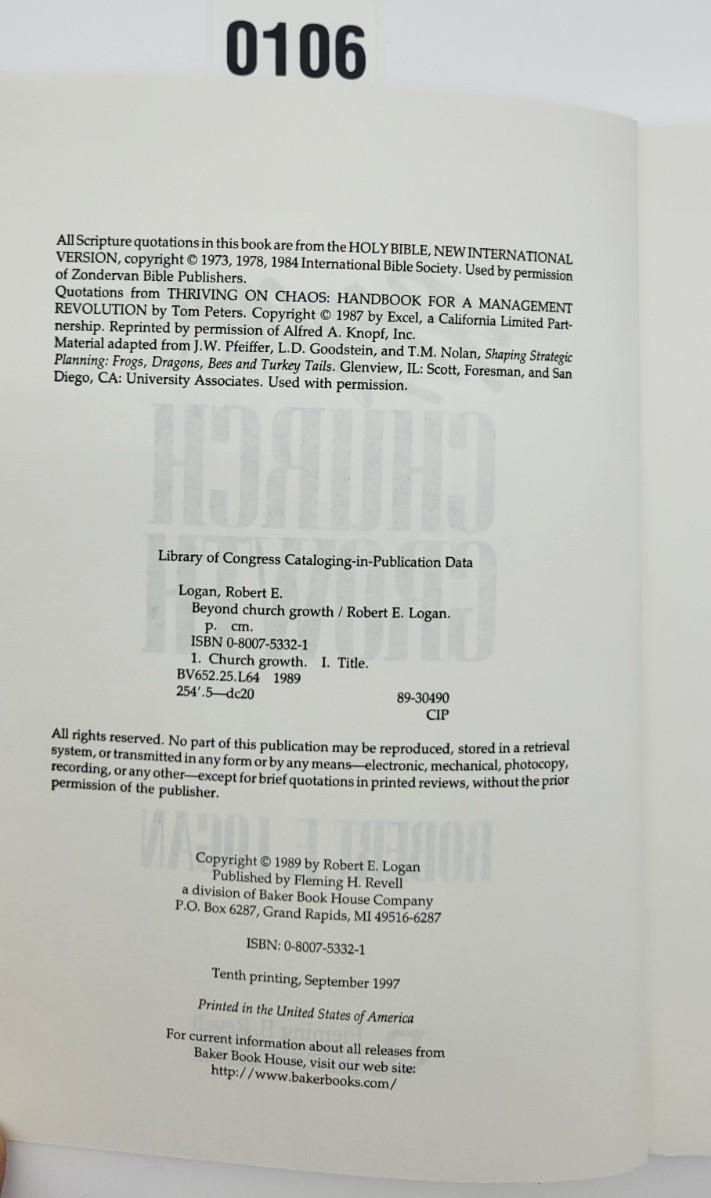 0106
All Scripture quotations in this book are from the HOLY BIBLE, NEW INTERNATIONAL
VERSION, copyright © 1973, 1978, 1984 International Bible Society. Used by permission
of Zondervan Bible Publishers.
Quotations from THRIVING ON CHAOS: HANDBOOK FOR A MANAGEMENT
REVOLUTION by Tom Peters. Copyright © 1987 by Excel, a California Limited Part-
nership. Reprinted by permission of Alfred A. Knopf, Inc.
Material adapted from J.W. Pfeiffer, L.D. Goodstein, and T.M. Nolan, Shaping Strategic
Planning: Frogs, Dragons, Bees and Turkey Tails. Glenview, IL: Scott, Foresman, and San
Diego, CA: University Associates. Used with permission.
Library of Congress Cataloging-in-Publication Data
Logan, Robert E.
Beyond church growth / Robert E. Logan.
p. cm.
ISBN 0-8007-5332-1
1. Church growth. I. Title.
BV652.25.L64 1989
254'.5—dc20 89-30490
CIP
All rights reserved. No part of this publication may be reproduced, stored in a retrieval
system, or transmitted in any form or by any means—electronic, mechanical, photocopy,
recording, or any other—except for brief quotations in printed reviews, without the prior
permission of the publisher.
Copyright © 1989 by Robert E. Logan
Published by Fleming H. Revell
a division of Baker Book House Company
P.O. Box 6287, Grand Rapids, MI 49516-6287
ISBN: 0-8007-5332-1
Tenth printing, September 1997
Printed in the United States of America
For current information about all releases from
Baker Book House, visit our web site:
http://www.bakerbooks.com/